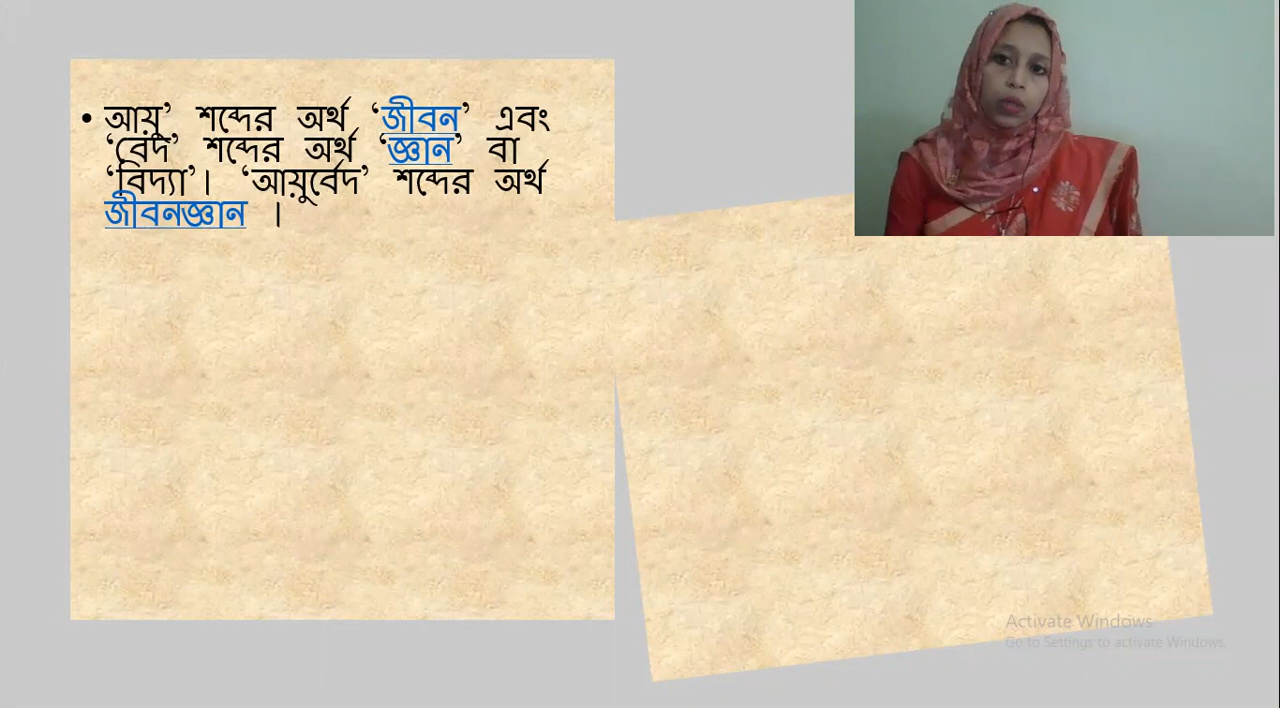 • আয়ু’ শব্দের অর্থ ‘জীবন’ এবং
‘বেদ’ শব্দের অর্থ ‘জ্ঞান’ বা
‘বিদ্যা’। ‘আয়ুর্বেদ’ শব্দের অর্থ
জীবনজ্ঞান ।
Activate Windows
Go to Settings to activate Windows.